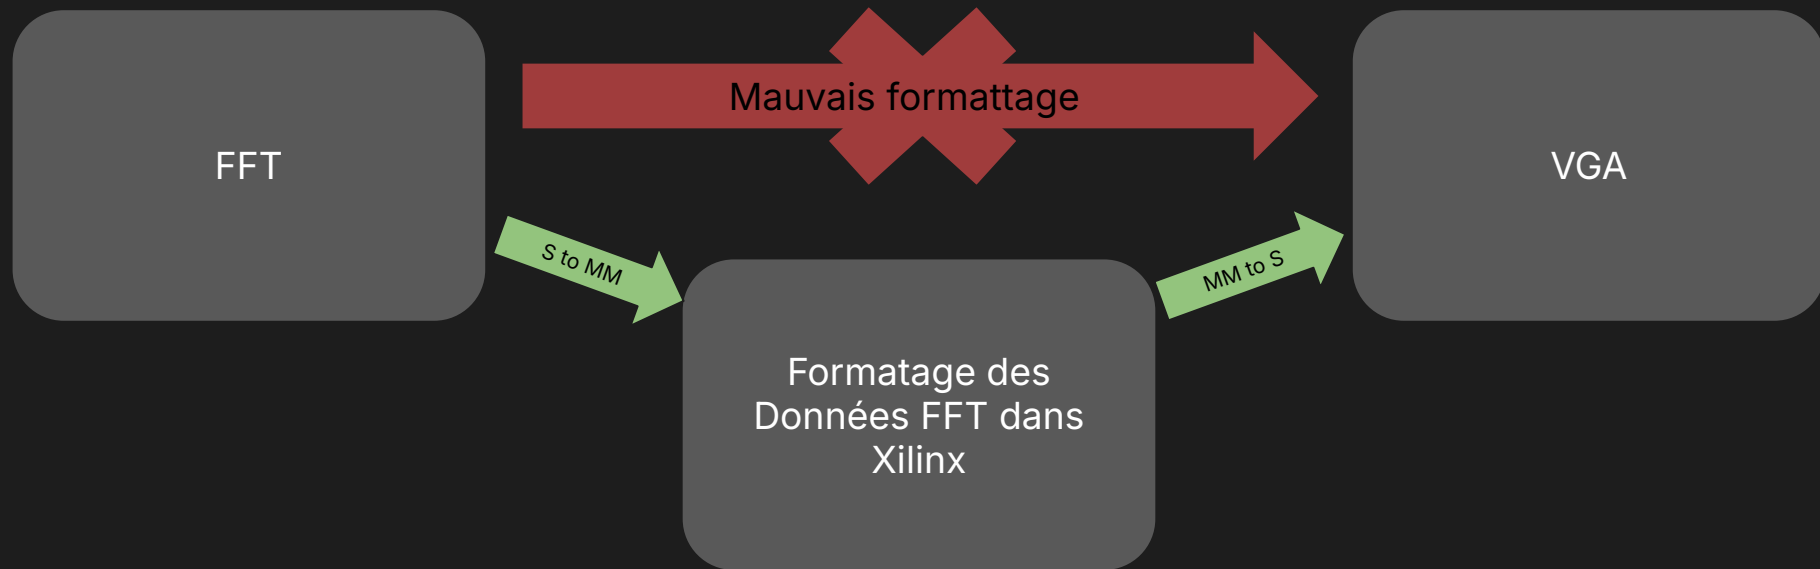 Mauvais formattage
FFT
VGA
S to MM
MM to S
Formatage des
Données FFT dans
Xilinx